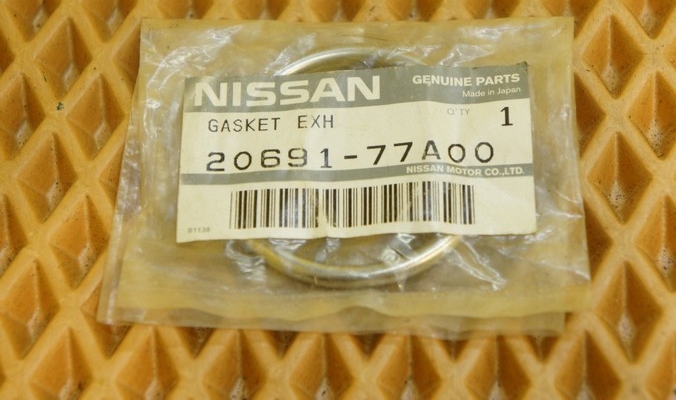 NISSAN GENUINE PARTS
Made in Japan
GASKET EXH Q'TY 1
20691-77A00
NISSAN MOTOR CO.,LTD.